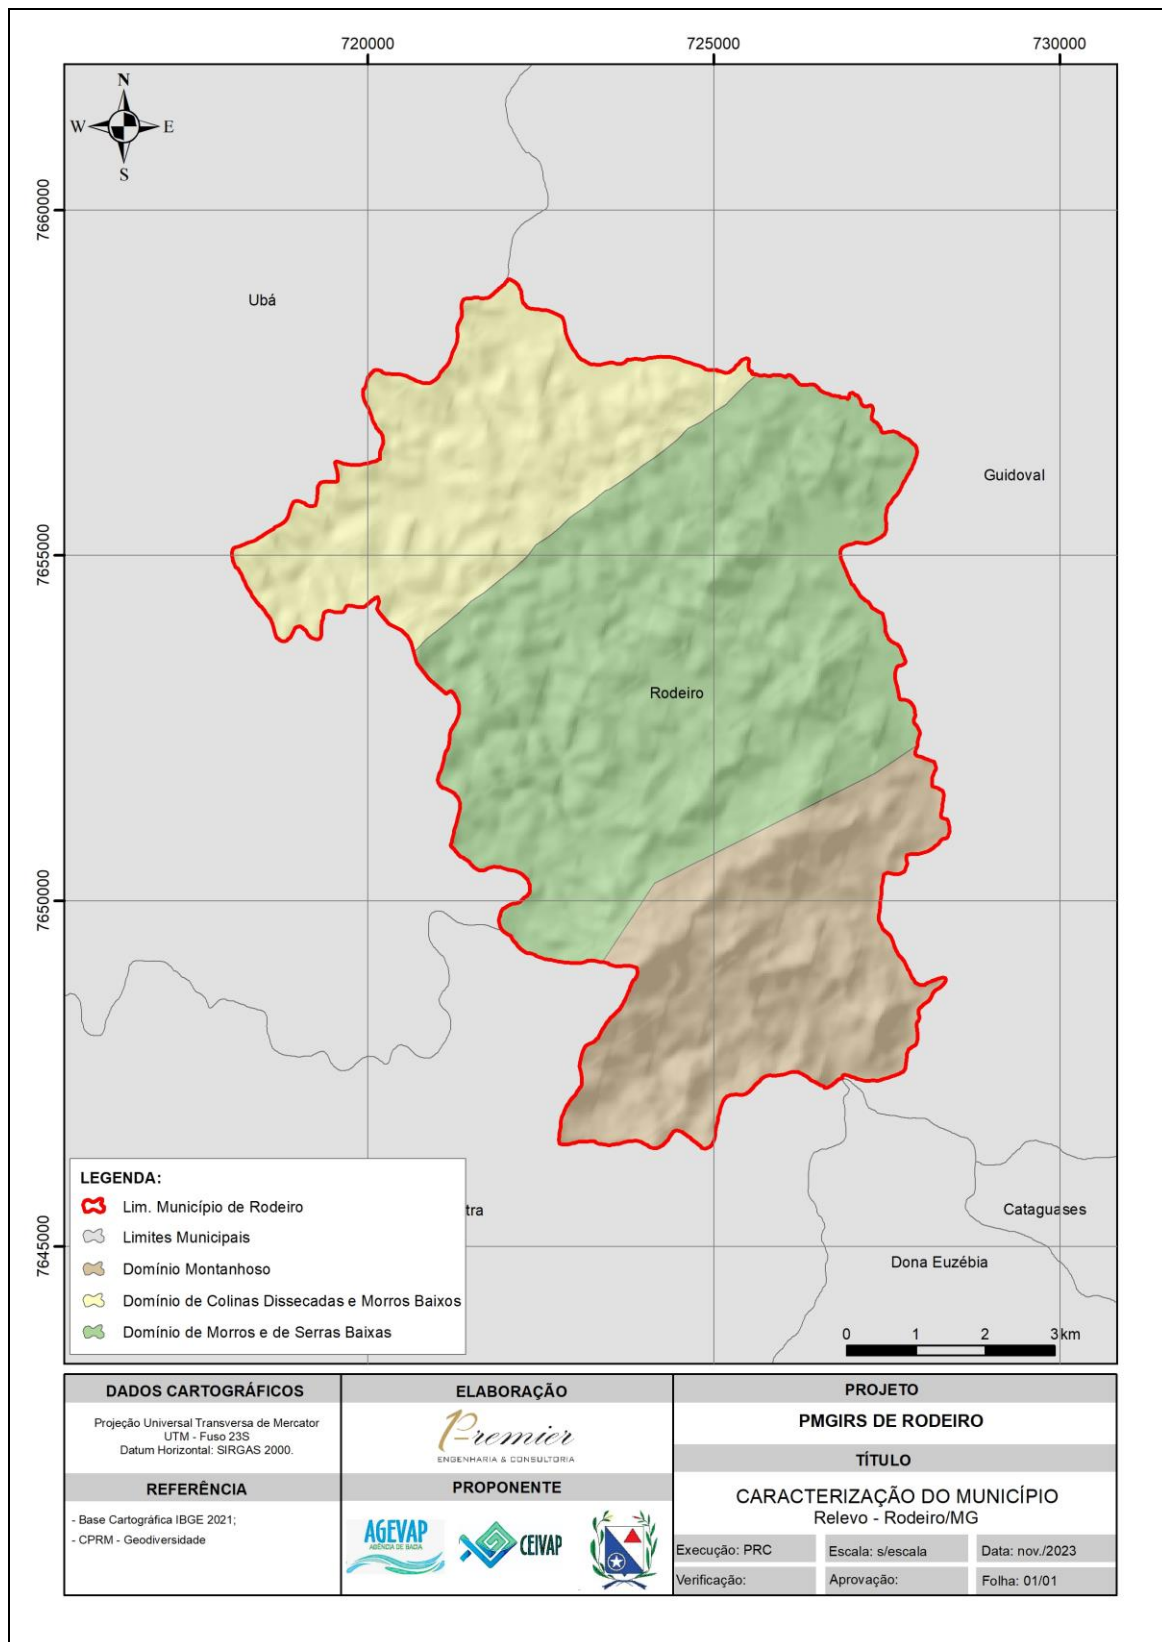 720000
725000
730000
N
W
E
S
7660000
7655000
7650000
7645000
Ubá
Guidoval
Rodeiro
tra
Cataguases
Dona Euzébia
LEGENDA:
Lim. Município de Rodeiro
Limites Municipais
Domínio Montanhoso
Domínio de Colinas Dissecadas e Morros Baixos
Domínio de Morros e de Serras Baixas
0 1 2 3 km
DADOS CARTOGRÁFICOS
Projeção Universal Transversa de Mercator
UTM - Fuso 23S
Datum Horizontal: SIRGAS 2000.
REFERÊNCIA
- Base Cartográfica IBGE 2021;
- CPRM - Geodiversidade
ELABORAÇÃO
Premier
ENGENHARIA & CONSULTORIA
PROPONENTE
AGEVAP
AGÊNCIA DE BACIA
CEIVAP
PROJETO
PMGIRS DE RODEIRO
TÍTULO
CARACTERIZAÇÃO DO MUNICÍPIO
Relevo - Rodeiro/MG
Execução: PRC
Escala: s/escala
Data: nov./2023
Verificação:
Aprovação:
Folha: 01/01